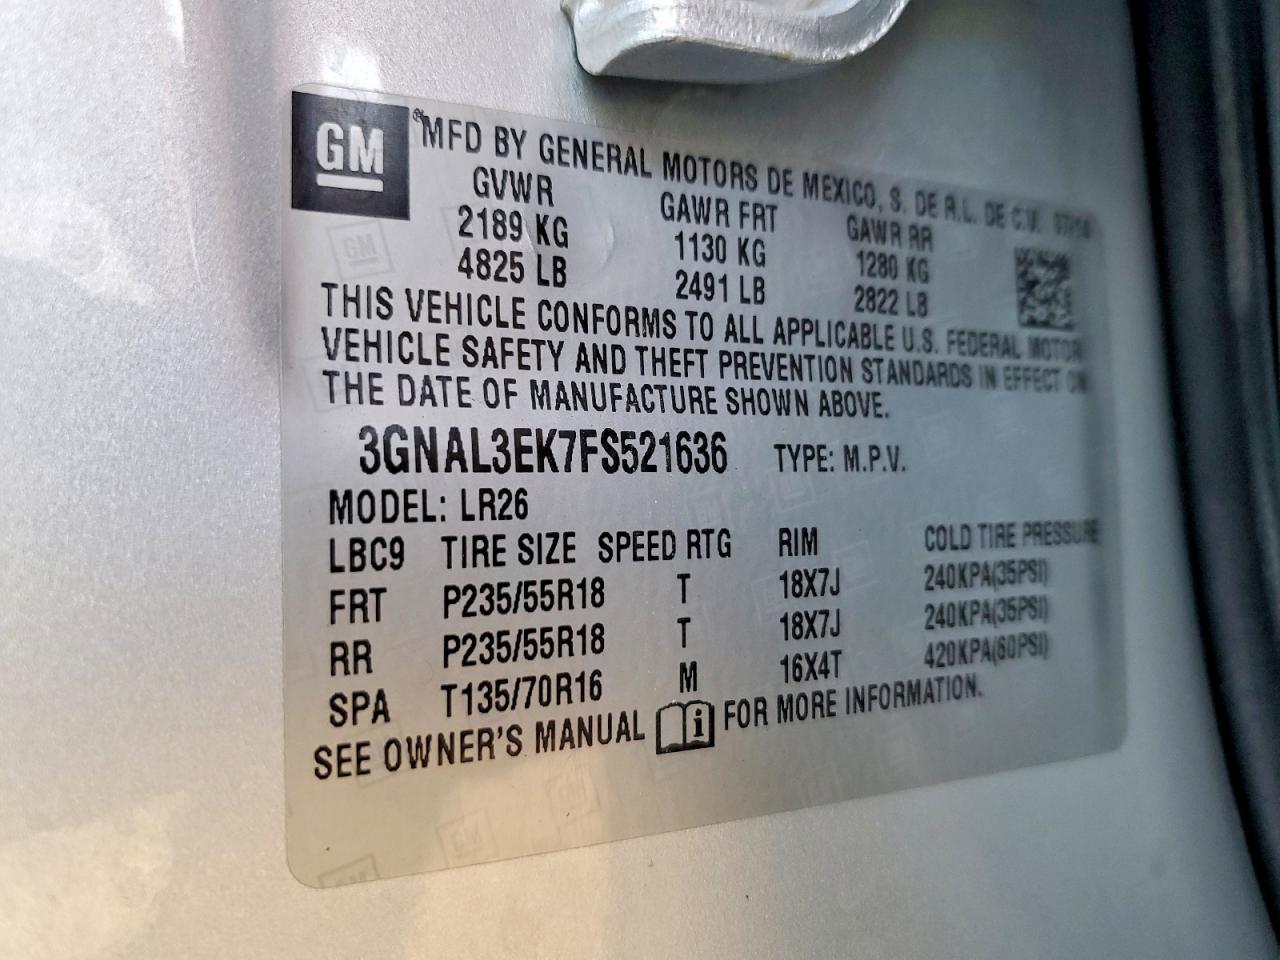 GM
MFD BY GENERAL MOTORS DE MEXICO, S. DE R.L. DE C.V.
GVWR GAWR FRT GAWR RR
2189 KG 1130 KG 1280 KG
4825 LB 2491 LB 2822 LB
THIS VEHICLE CONFORMS TO ALL APPLICABLE U.S. FEDERAL MOTOR
VEHICLE SAFETY AND THEFT PREVENTION STANDARDS IN EFFECT ON
THE DATE OF MANUFACTURE SHOWN ABOVE.
3GNAL3EK7FS521636 TYPE: M.P.V.
MODEL: LR26
LBC9 TIRE SIZE SPEED RTG RIM COLD TIRE PRESSURE
FRT P235/55R18 T 18X7J 240KPA(35PSI)
RR P235/55R18 T 18X7J 240KPA(35PSI)
SPA T135/70R16 M 16X4T 420KPA(60PSI)
SEE OWNER'S MANUAL i FOR MORE INFORMATION.